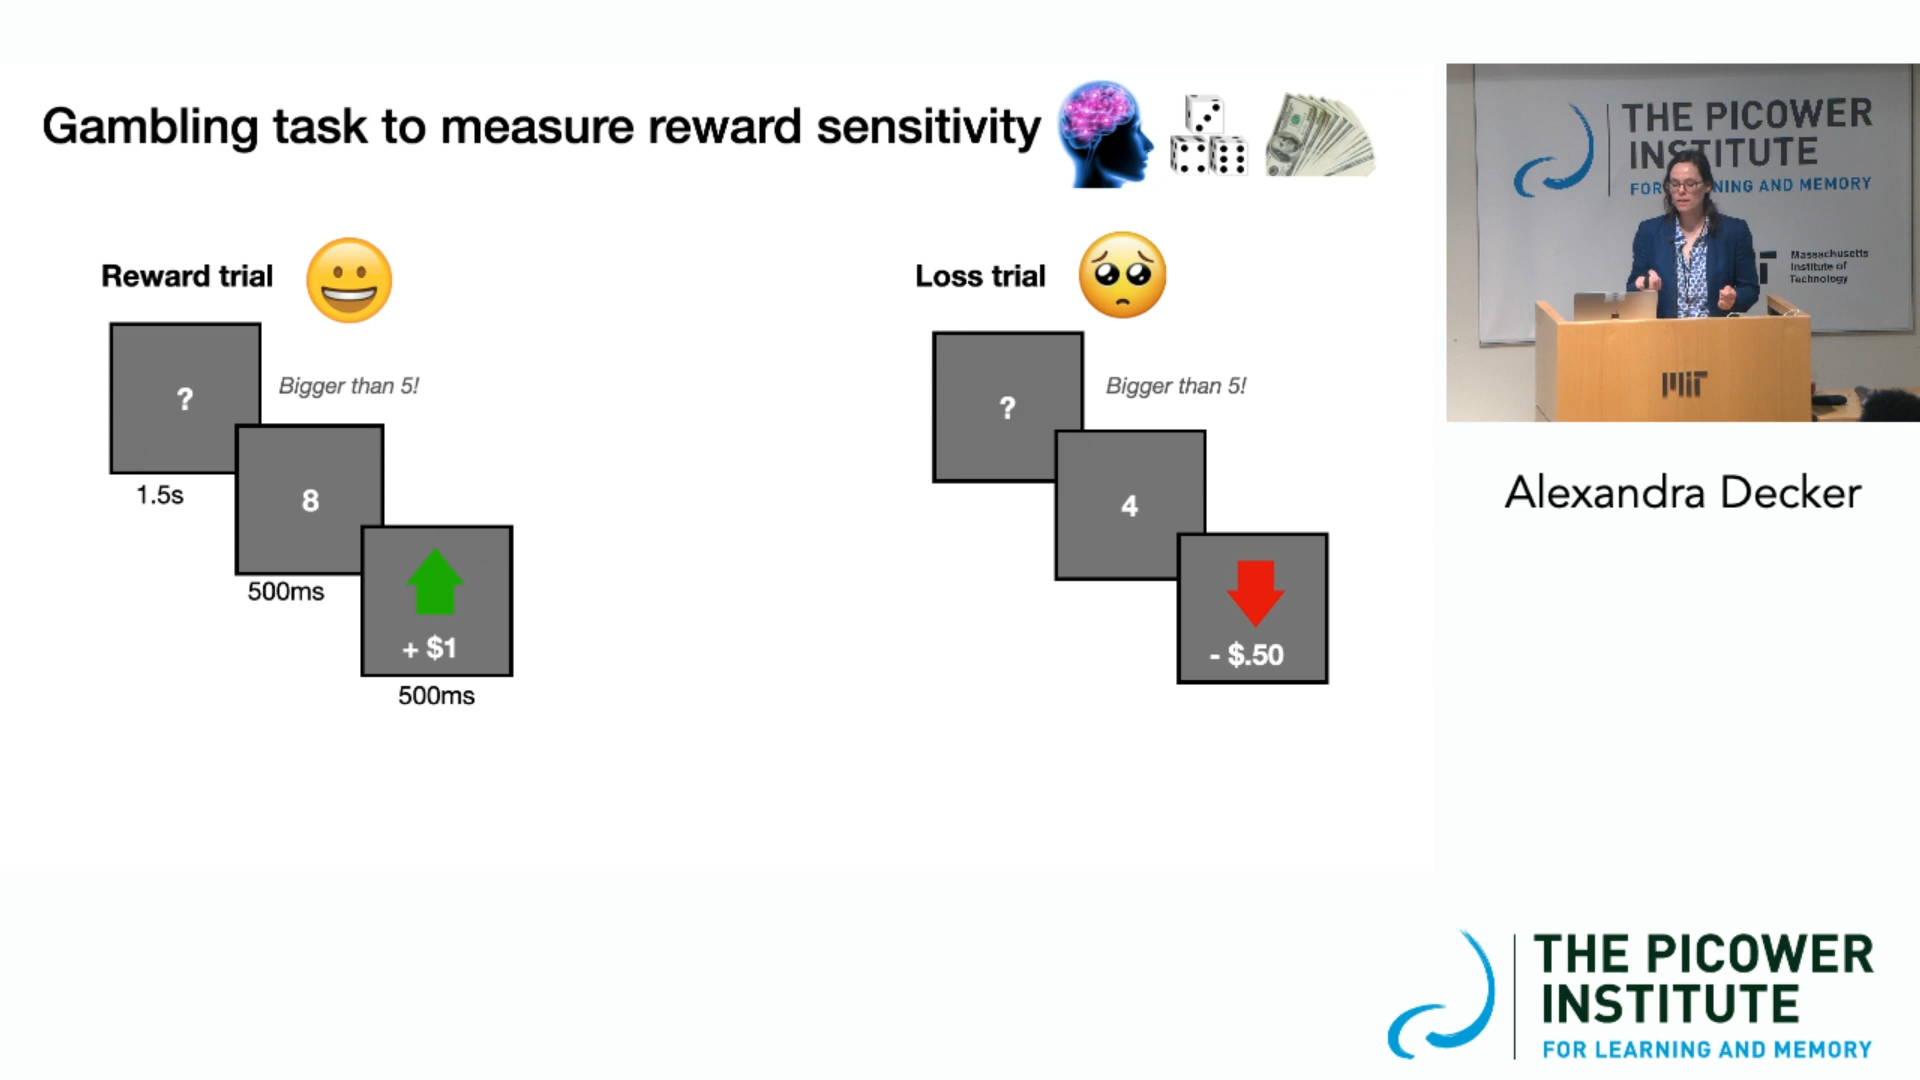 Gambling task to measure reward sensitivity
Reward trial
?
Bigger than 5!
1.5s
8
500ms
+ $1
500ms
Loss trial
?
Bigger than 5!
4
- $.50
THE PICOWER
INSTITUTE
FOR LEARNING AND MEMORY
Massachusetts
Institute of
Technology
MIT
Alexandra Decker
THE PICOWER
INSTITUTE
FOR LEARNING AND MEMORY